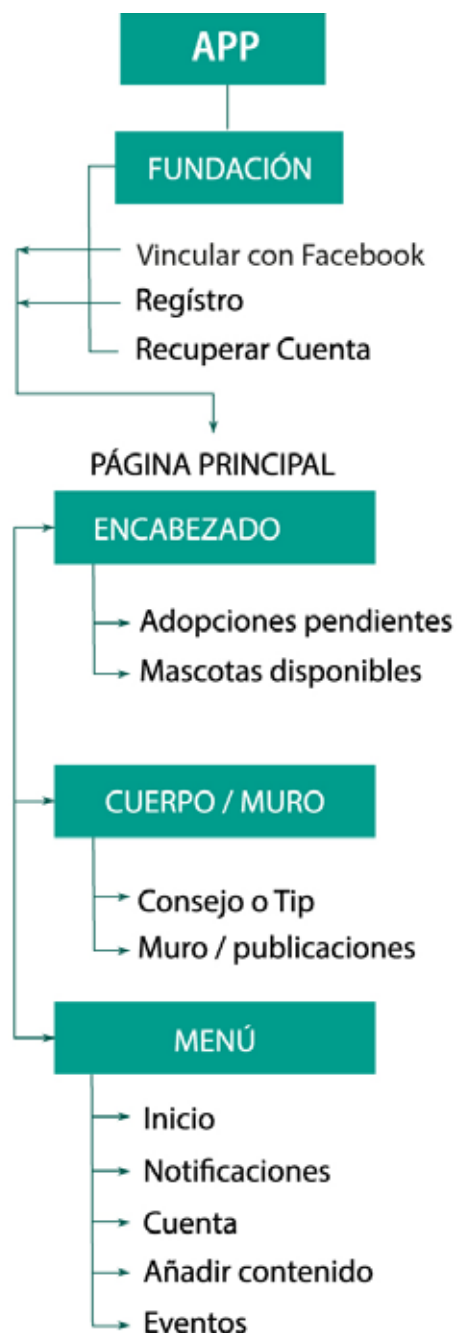 APP
FUNDACIÓN
Vincular con Facebook
Regístro
Recuperar Cuenta
PÁGINA PRINCIPAL
ENCABEZADO
Adopciones pendientes
Mascotas disponibles
CUERPO / MURO
Consejo o Tip
Muro / publicaciones
MENÚ
Inicio
Notificaciones
Cuenta
Añadir contenido
Eventos